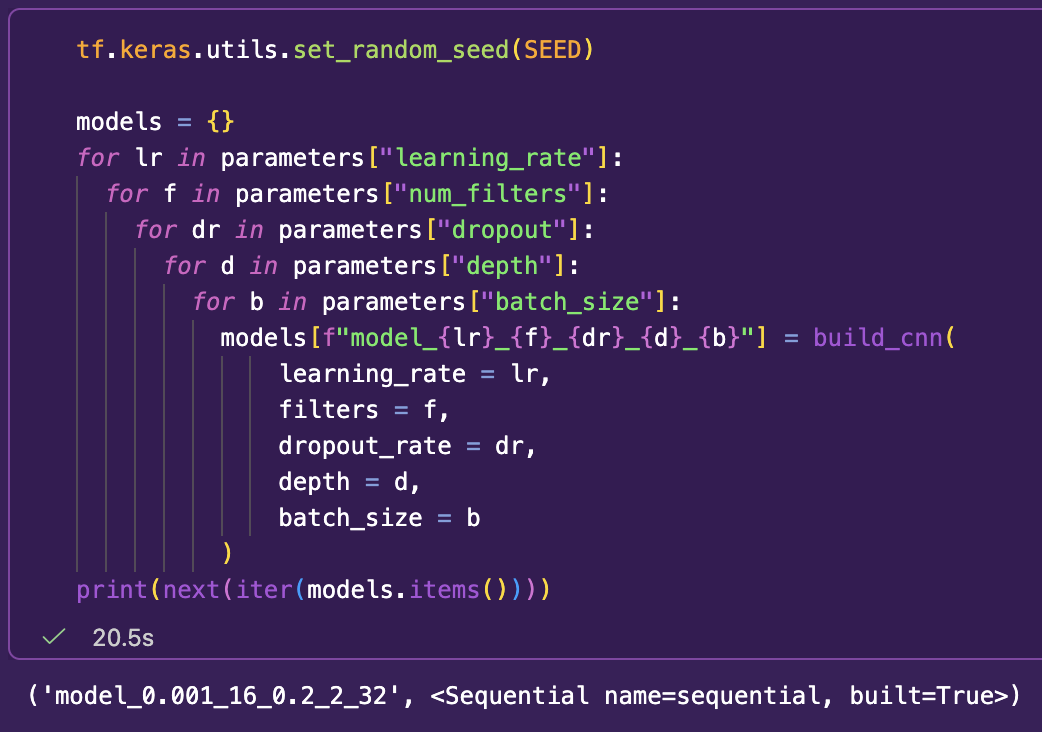 tf.keras.utils.set_random_seed(SEED)
models = {}
for lr in parameters["learning_rate"]:
for f in parameters["num_filters"]:
for dr in parameters["dropout"]:
for d in parameters["depth"]:
for b in parameters["batch_size"]:
models[f"model_{lr}_{f}_{dr}_{d}_{b}"] = build_cnn(
learning_rate = lr,
filters = f,
dropout_rate = dr,
depth = d,
batch_size = b
)
print(next(iter(models.items())))
20.5s
('model_0.001_16_0.2_2_32', <Sequential name=sequential, built=True>)